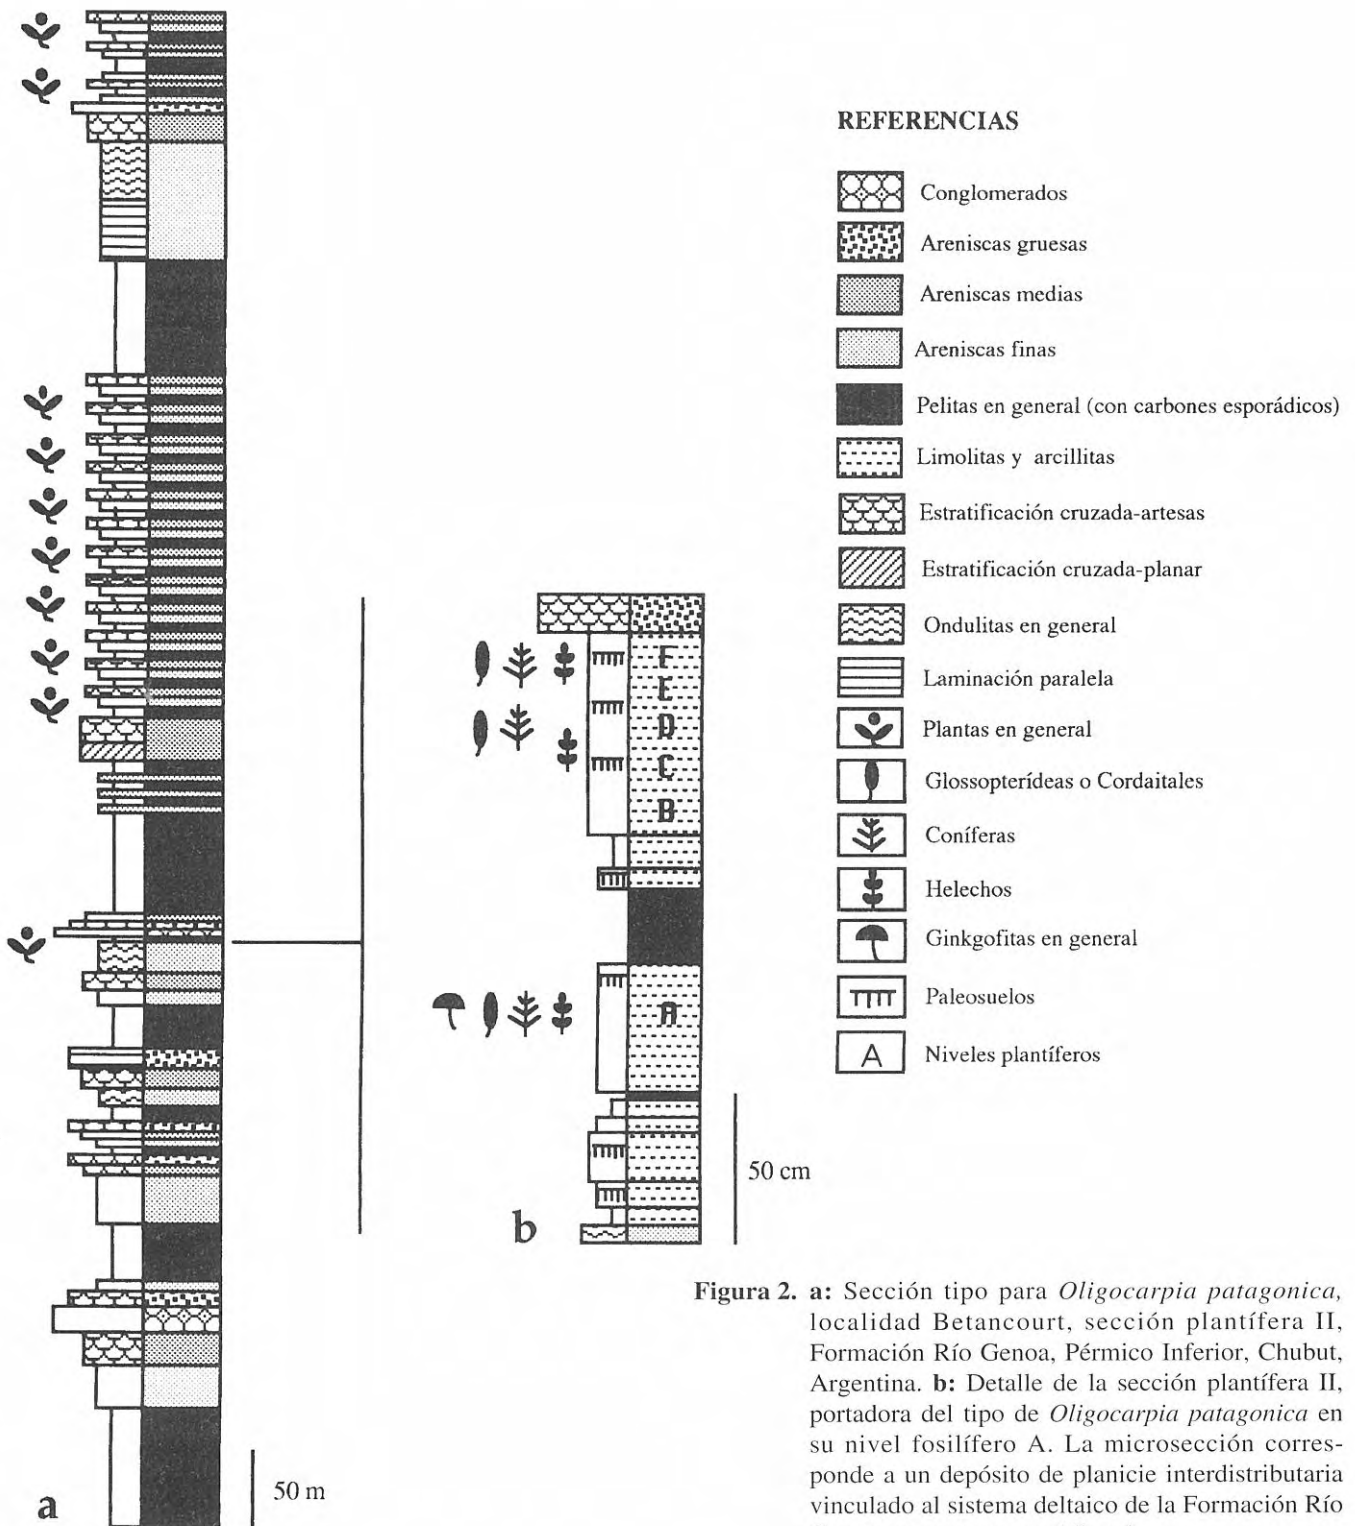 REFERENCIAS
Conglomerados
Areniscas gruesas
Areniscas medias
Areniscas finas
Pelitas en general (con carbones esporádicos)
Limolitas y arcillitas
Estratificación cruzada-artesas
Estratificación cruzada-planar
Ondulitas en general
Laminación paralela
Plantas en general
Glossopterídeas o Cordaitales
Coníferas
Helechos
Ginkgofitas en general
Paleosuelos
A Niveles plantíferos
F
E
D
C
B
A
50 cm
b
50 m
a
Figura 2. a: Sección tipo para Oligocarpia patagonica,
localidad Betancourt, sección plantífera II,
Formación Río Genoa, Pérmico Inferior, Chubut,
Argentina. b: Detalle de la sección plantífera II,
portadora del tipo de Oligocarpia patagonica en
su nivel fosilífero A. La microsección corres-
ponde a un depósito de planicie interdistributaria
vinculado al sistema deltaico de la Formación Río